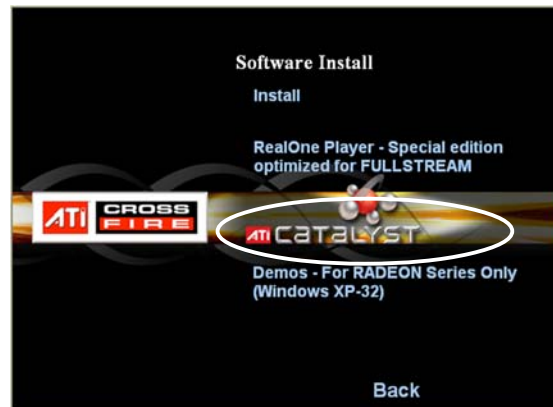 Software Install
Install
RealOne Player - Special edition
optimized for FULLSTREAM
ATI CROSS
FIRE
ATI CATALYST
Demos - For RADEON Series Only
(Windows XP-32)
Back